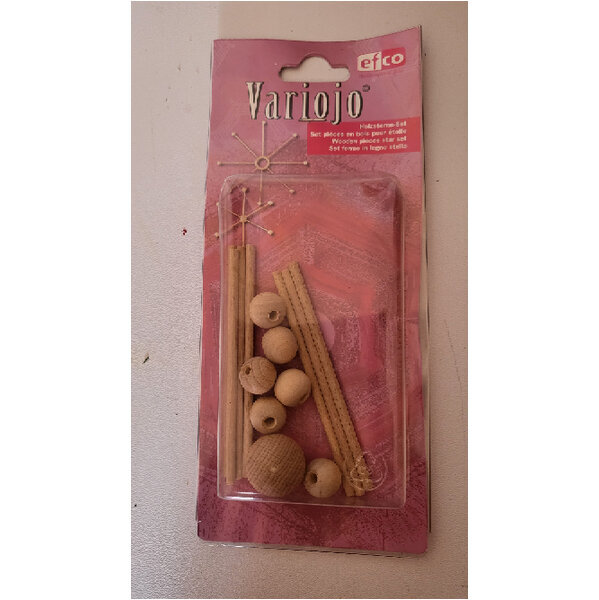 efco
Variojo®
Holzsterne-Set
Set pièces en bois pour étoile
Wooden pieces star set
Set forme in legno stella